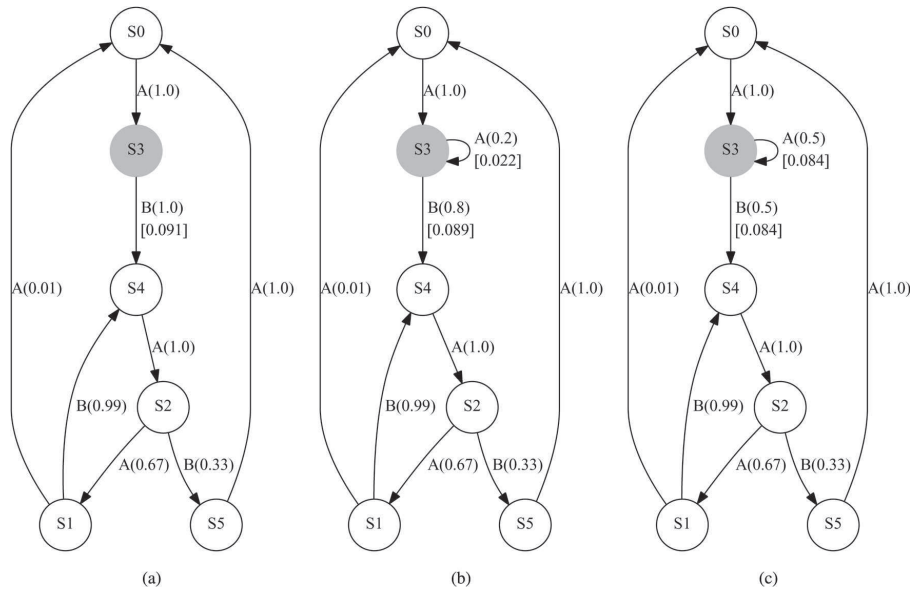 S0
A(1.0)
S3
B(1.0)
[0.091]
A(0.01)
S4
A(1.0)
A(1.0)
B(0.99)
S2
A(0.67)
B(0.33)
S1
S5
(a)
S0
A(1.0)
S3
A(0.2)
[0.022]
B(0.8)
[0.089]
A(0.01)
S4
A(1.0)
A(1.0)
B(0.99)
S2
A(0.67)
B(0.33)
S1
S5
(b)
S0
A(1.0)
S3
A(0.5)
[0.084]
B(0.5)
[0.084]
A(0.01)
S4
A(1.0)
A(1.0)
B(0.99)
S2
A(0.67)
B(0.33)
S1
S5
(c)